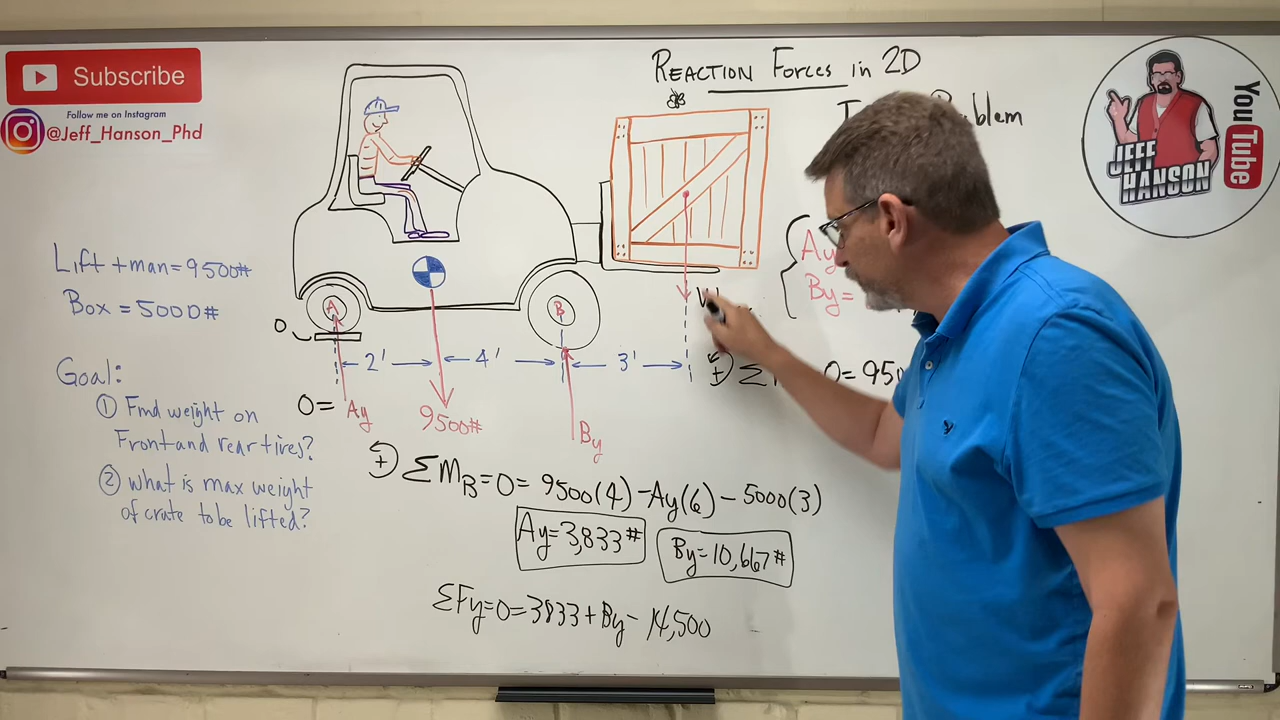 Subscribe
Follow me on Instagram
@Jeff_Hanson_Phd
REACTION FORCES in 2D
YouTube
JEFF
HANSON
Lift + man = 9500#
Box = 5000#
Goal:
① Find weight on
Front and rear tires?
② What is max weight
of crate to be lifted?
A
B
0
2'
4'
3'
0 = Ay
9500#
By
W
Ay
By =
0 = 950
ΣM_B = 0 = 9500(4) - Ay(6) - 5000(3)
Ay = 3,833#
By = 10,667#
ΣFy = 0 = 3833 + By - 14,500